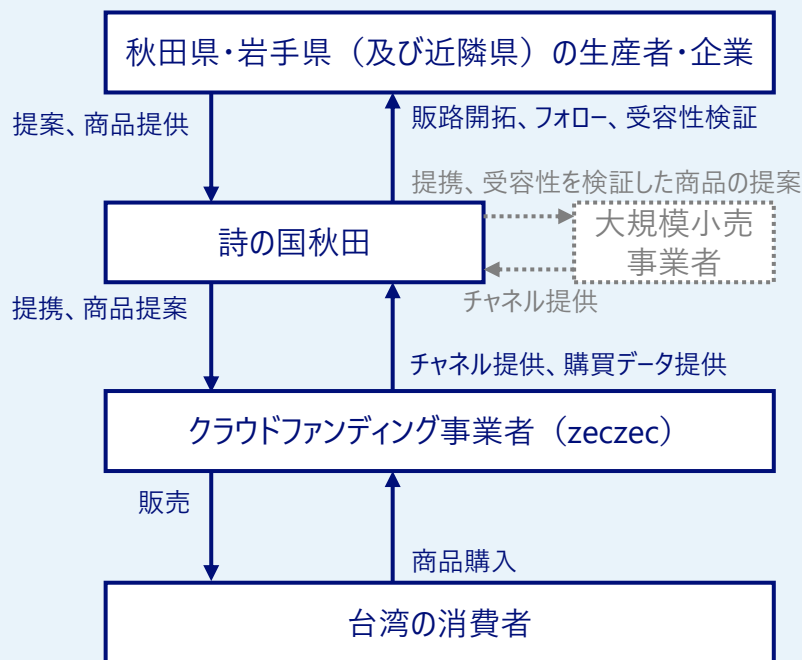 秋田県・岩手県（及び近隣県）の生産者・企業
提案、商品提供
販路開拓、フォロー、受容性検証
提携、受容性を検証した商品の提案
詩の国秋田
大規模小売
事業者
チャネル提供
提携、商品提案
チャネル提供、購買データ提供
クラウドファンディング事業者（zeczec）
販売
商品購入
台湾の消費者